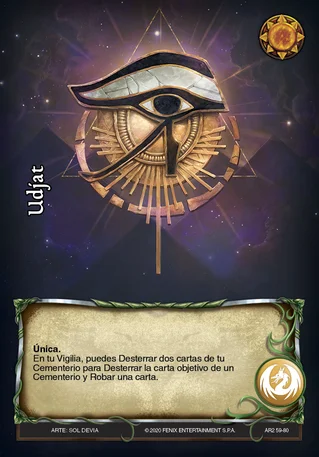 Udjat
Única.
En tu Vigilia, puedes Desterrar dos cartas de tu
Cementerio para Desterrar la carta objetivo de un
Cementerio y Robar una carta.
ARTE: SOL DEVIA
© 2020 FENIX ENTERTAINMENT S.P.A.
AR2 59-80